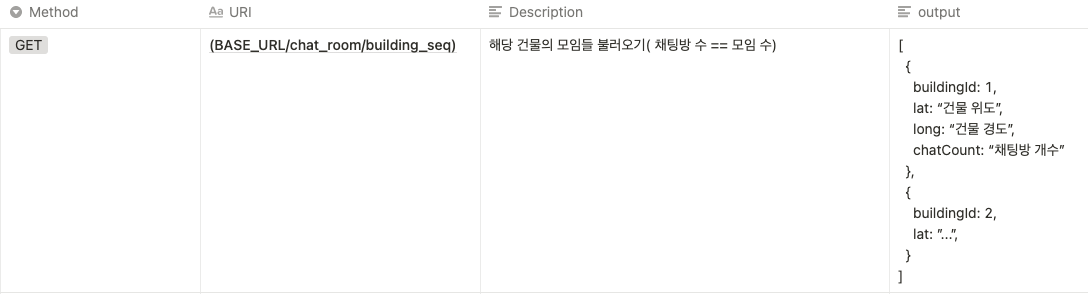 Method
Aa URI
Description
output
GET
(BASE_URL/chat_room/building_seq)
해당 건물의 모임들 불러오기( 채팅방 수 == 모임 수)
[
{
buildingId: 1,
lat: “건물 위도”,
long: “건물 경도”,
chatCount: “채팅방 개수”
},
{
buildingId: 2,
lat: ”...”,
}
]